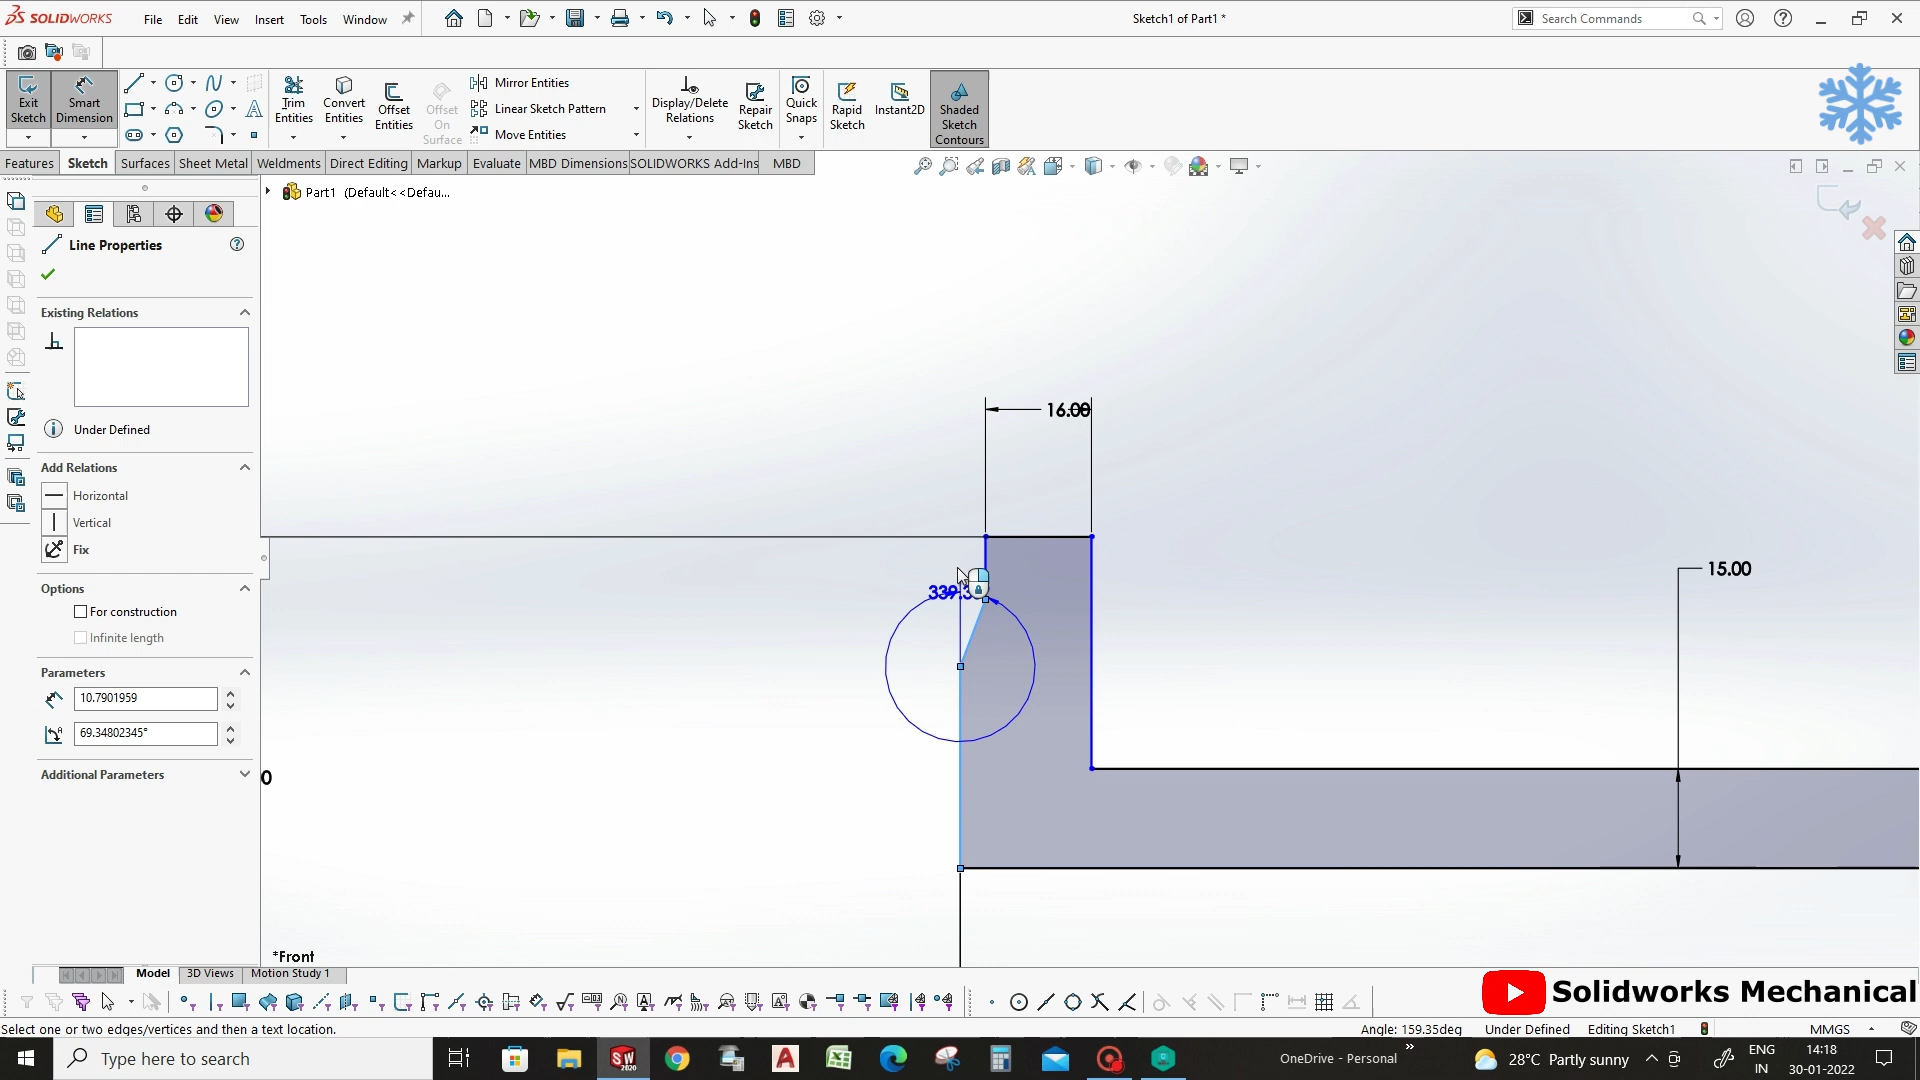 SOLIDWORKS
File Edit View Insert Tools Window
Sketch1 of Part1 *
Search Commands
Exit Sketch
Smart Dimension
Trim Entities
Convert Entities
Offset Entities
Offset On Surface
Mirror Entities
Linear Sketch Pattern
Move Entities
Display/Delete Relations
Repair Sketch
Quick Snaps
Rapid Sketch
Instant2D
Shaded Sketch Contours
Features Sketch Surfaces Sheet Metal Weldments Direct Editing Markup Evaluate MBD Dimensions SOLIDWORKS Add-Ins MBD
Part1 (Default< <Defau...
Line Properties
Existing Relations
Under Defined
Add Relations
Horizontal
Vertical
Fix
Options
For construction
Infinite length
Parameters
10.7901959
69.34802345°
Additional Parameters
16.00
15.00
0
*Front
Model 3D Views Motion Study 1
Solidworks Mechanical
Select one or two edges/vertices and then a text location.
Angle: 159.35deg Under Defined Editing Sketch1 MMGS
Type here to search
OneDrive - Personal
28°C Partly sunny
ENG
IN
14:18
30-01-2022